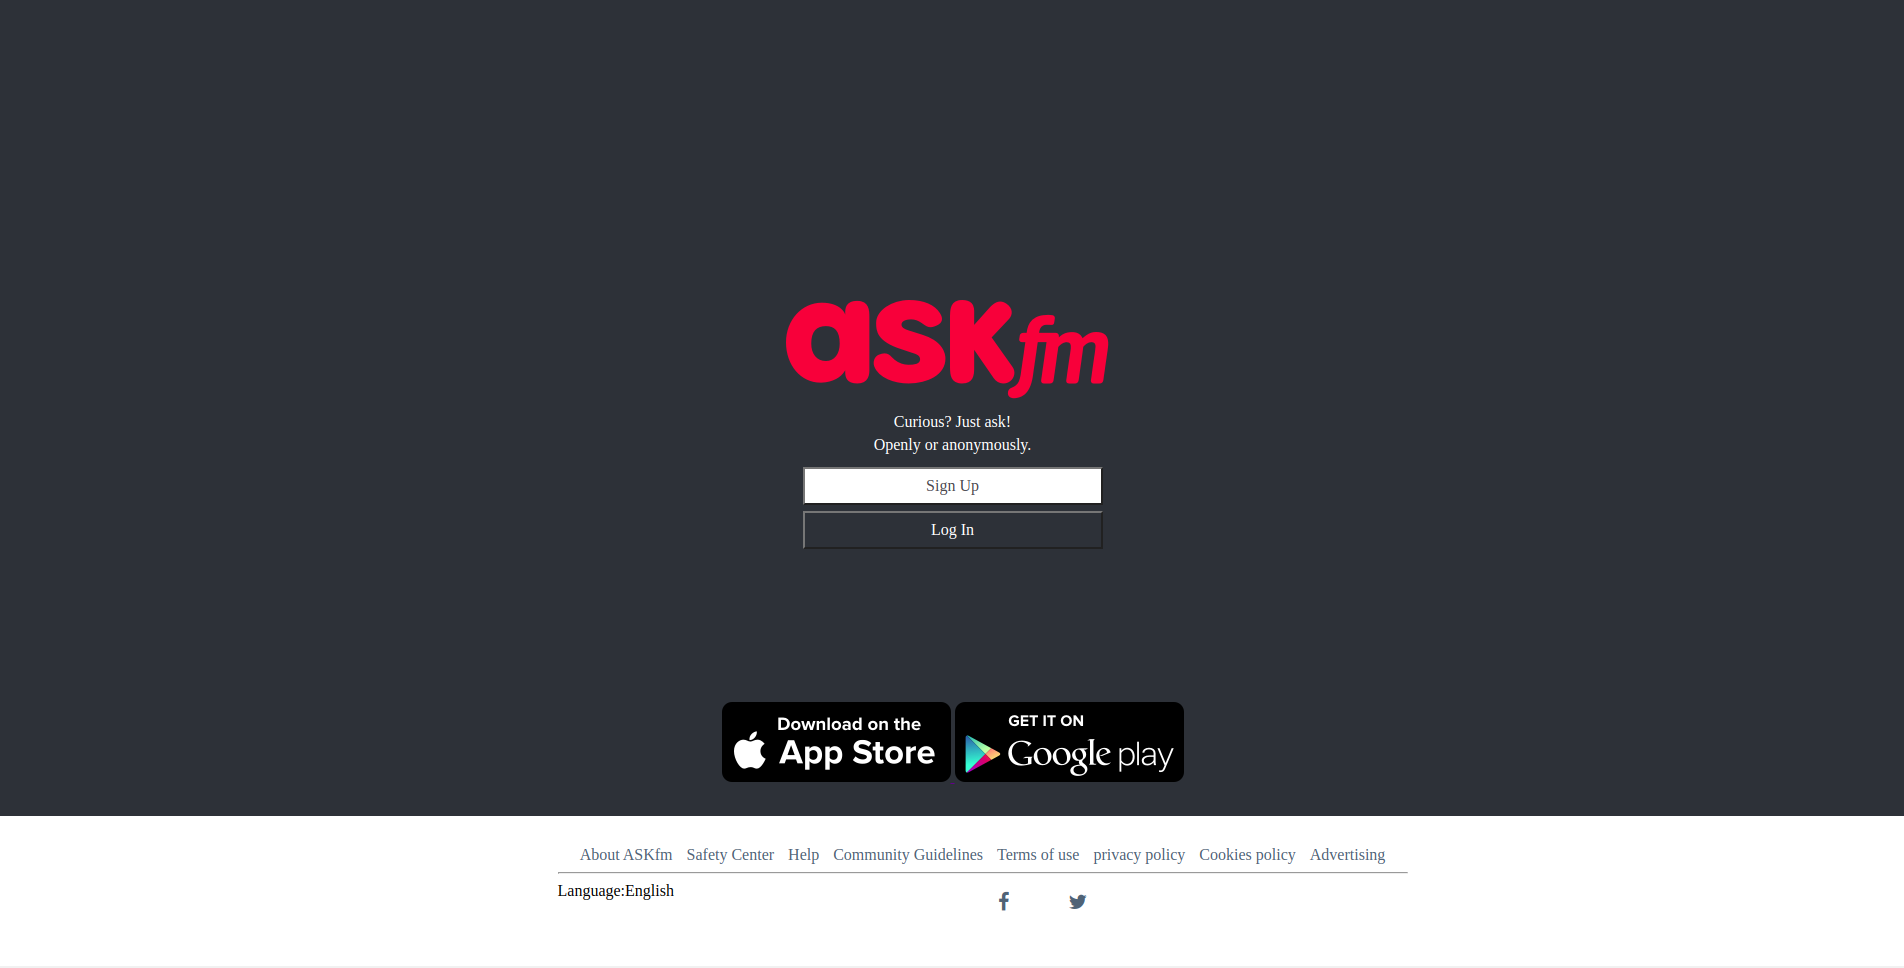 askfm
Curious? Just ask!
Openly or anonymously.
Sign Up
Log In
Download on the
App Store
GET IT ON
Google play
About ASKfm Safety Center Help Community Guidelines Terms of use privacy policy Cookies policy Advertising
Language:English